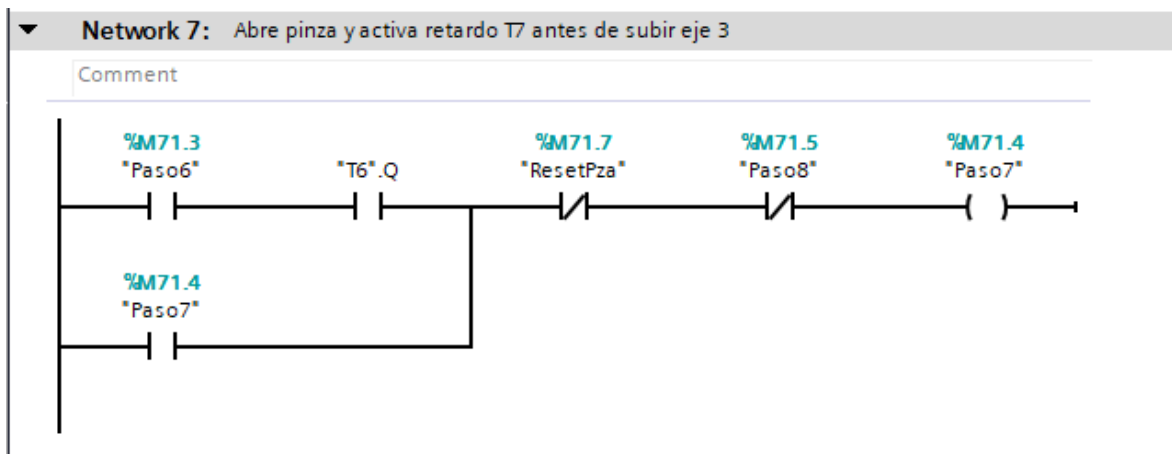 Network 7: Abre pinza y activa retardo T7 antes de subir eje 3
Comment
%M71.3 %M71.7 %M71.5 %M71.4
"Paso6" "T6".Q "ResetPza" "Paso8" "Paso7"
%M71.4
"Paso7"